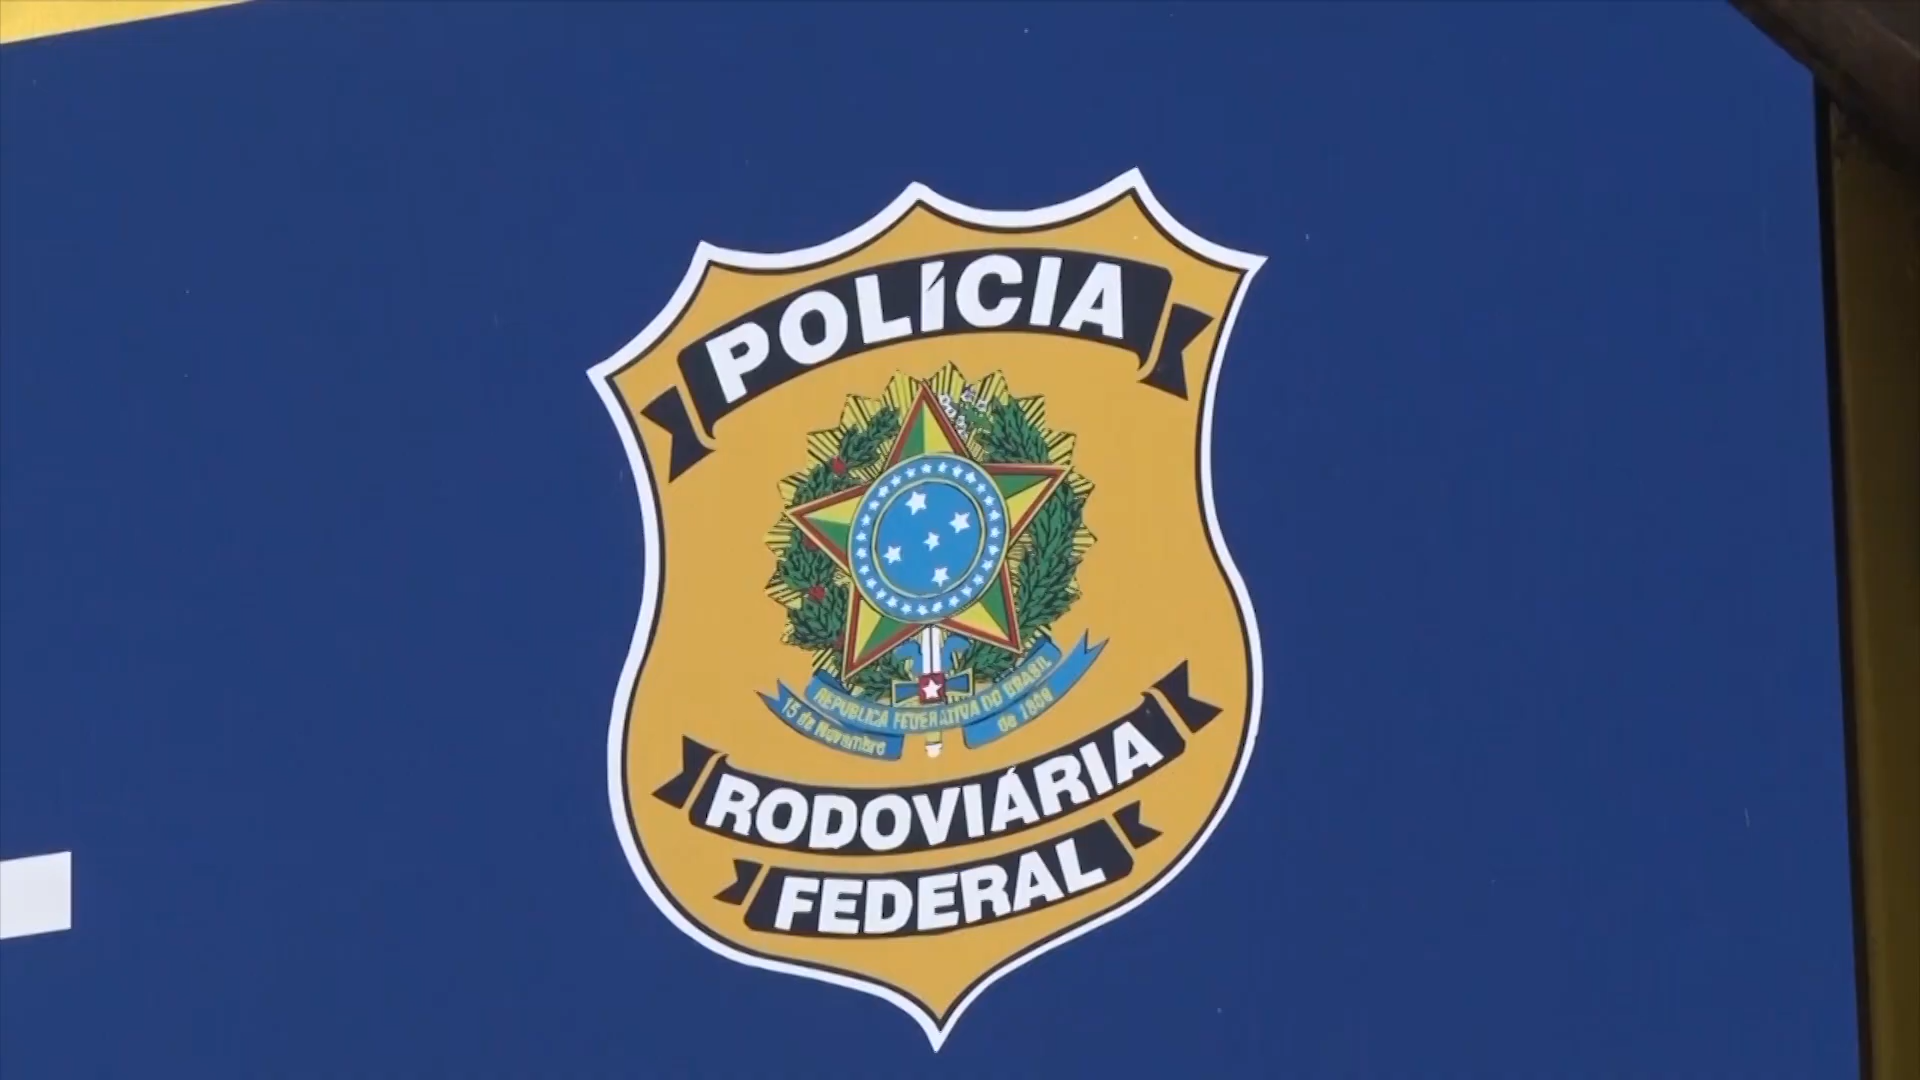 POLÍCIA
REPÚBLICA FEDERATIVA DO BRASIL
15 de Novembro
de 1889
RODOVIÁRIA
FEDERAL